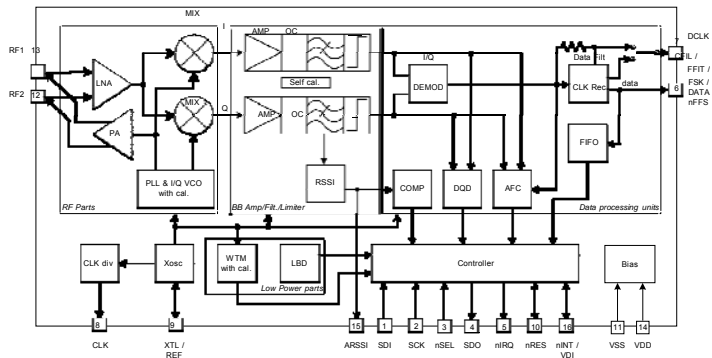 MIX
I
AMP OC
7
DCLK
RF1 13
I/Q
Data Filt
CFIL /
FFIT /
FSK /
DATA
nFFS
LNA
Self cal.
DEMOD
CLK Rec
data
6
RF2
12
MIX
Q
AMP
OC
PA
FIFO
RSSI
COMP
DQD
AFC
PLL & I/Q VCO
with cal.
RF Parts
BB Amp/Filt./Limiter
Data processing units
CLK div
Xosc
WTM
with cal.
LBD
Low Power parts
Controller
Bias
8
9
15
1
2
3
4
5
10
16
11
14
CLK
XTL /
REF
ARSSI
SDI
SCK
nSEL
SDO
nIRQ
nRES
nINT /
VDI
VSS
VDD